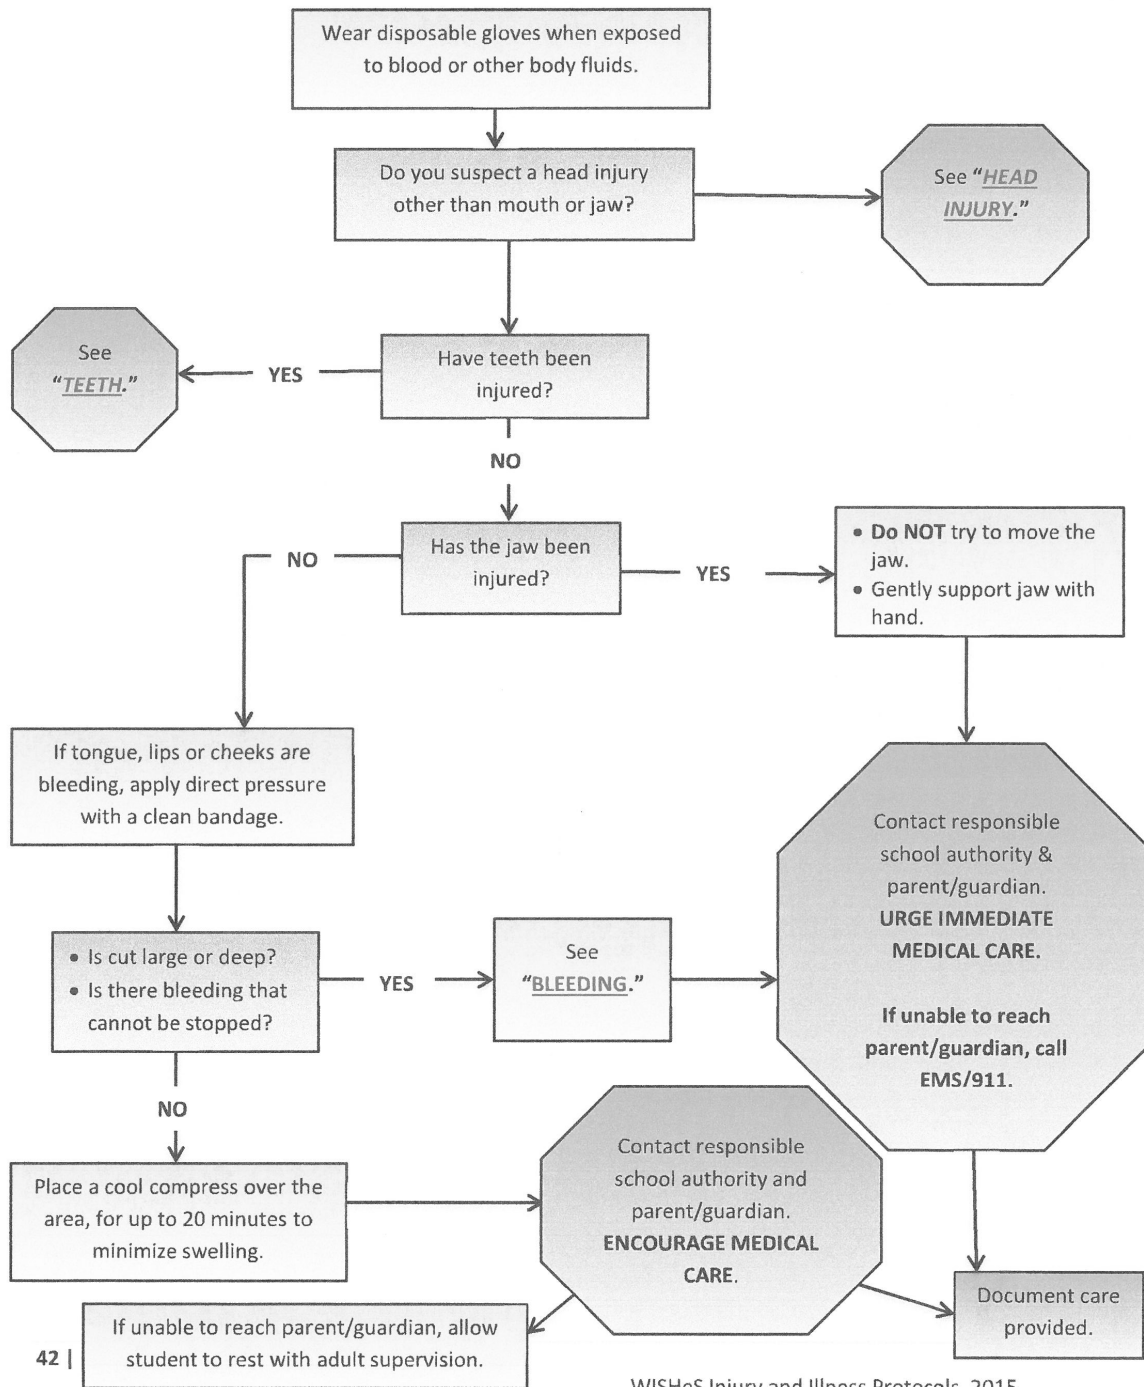 Wear disposable gloves when exposed
to blood or other body fluids.
Do you suspect a head injury
other than mouth or jaw?
See “HEAD
INJURY.”
Have teeth been
injured?
YES
See
“TEETH.”
NO
Has the jaw been
injured?
NO
YES
• Do NOT try to move the
jaw.
• Gently support jaw with
hand.
If tongue, lips or cheeks are
bleeding, apply direct pressure
with a clean bandage.
Contact responsible
school authority &
parent/guardian.
URGE IMMEDIATE
MEDICAL CARE.
If unable to reach
parent/guardian, call
EMS/911.
• Is cut large or deep?
• Is there bleeding that
cannot be stopped?
YES
See
“BLEEDING.”
NO
Place a cool compress over the
area, for up to 20 minutes to
minimize swelling.
Contact responsible
school authority and
parent/guardian.
ENCOURAGE MEDICAL
CARE.
Document care
provided.
If unable to reach parent/guardian, allow
student to rest with adult supervision.
42 |
WISHeS Injury and Illness Protocols, 2015